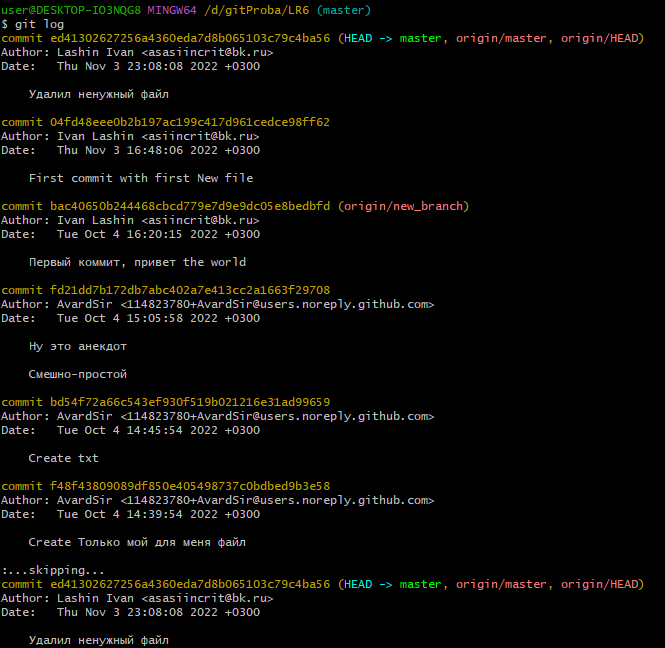 user@DESKTOP-IO3NQG8 MINGW64 /d/gitProba/LR6 (master)
$ git log
commit ed41302627256a4360eda7d8b065103c79c4ba56 (HEAD -> master, origin/master, origin/HEAD)
Author: Lashin Ivan <asasiincrit@bk.ru>
Date:   Thu Nov 3 23:08:08 2022 +0300
Удалил ненужный файл
commit 04fd48eee0b2b197ac199c417d961cedce98ff62
Author: Ivan Lashin <asiincrit@bk.ru>
Date:   Thu Nov 3 16:48:06 2022 +0300
First commit with first New file
commit bac40650b244468cbcd779e7d9e9dc05e8bedbfd (origin/new_branch)
Author: Ivan Lashin <asiincrit@bk.ru>
Date:   Tue Oct 4 16:20:15 2022 +0300
Первый коммит, привет the world
commit fd21dd7b172db7abc402a7e413cc2a1663f29708
Author: AvardSir <114823780+AvardSir@users.noreply.github.com>
Date:   Tue Oct 4 15:05:58 2022 +0300
Ну это анекдот
Смешно-простой
commit bd54f72a66c543ef930f519b021216e31ad99659
Author: AvardSir <114823780+AvardSir@users.noreply.github.com>
Date:   Tue Oct 4 14:45:54 2022 +0300
Create txt
commit f48f43809089df850e405498737c0bdbed9b3e58
Author: AvardSir <114823780+AvardSir@users.noreply.github.com>
Date:   Tue Oct 4 14:39:54 2022 +0300
Create Только мой для меня файл
:...skipping...
commit ed41302627256a4360eda7d8b065103c79c4ba56 (HEAD -> master, origin/master, origin/HEAD)
Author: Lashin Ivan <asasiincrit@bk.ru>
Date:   Thu Nov 3 23:08:08 2022 +0300
Удалил ненужный файл